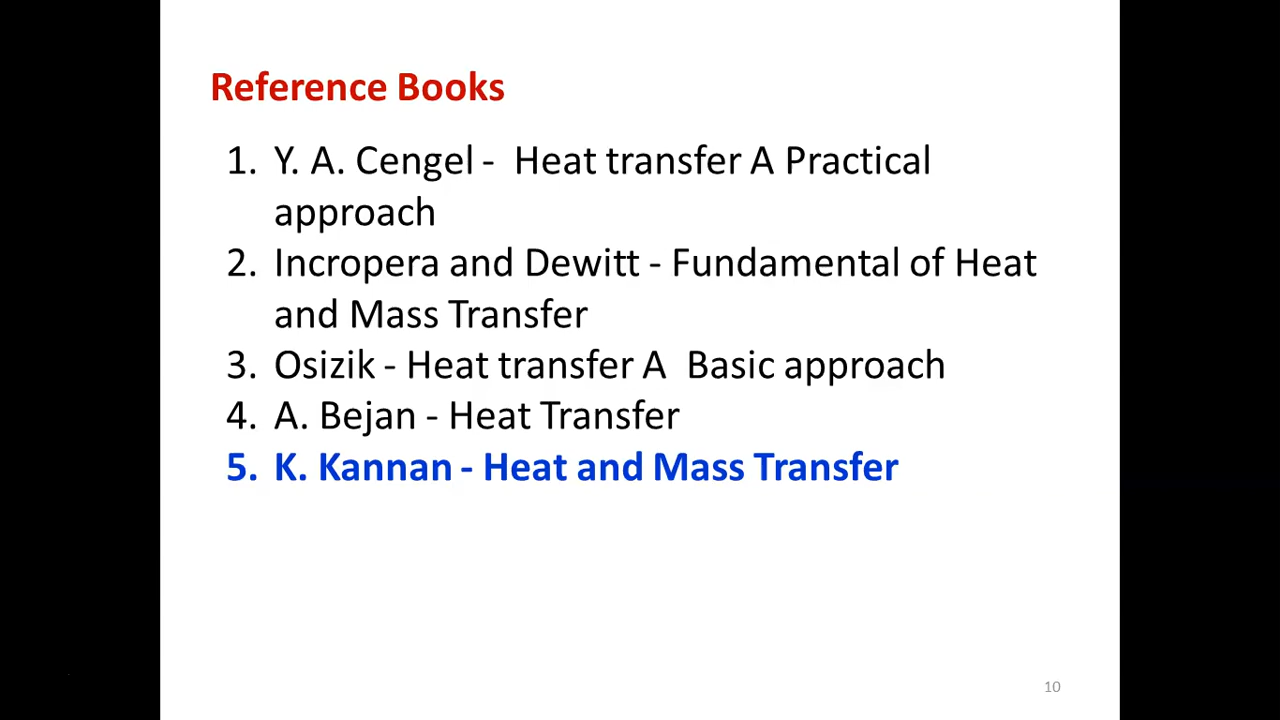 Reference Books
1. Y. A. Cengel - Heat transfer A Practical
approach
2. Incropera and Dewitt - Fundamental of Heat
and Mass Transfer
3. Osizik - Heat transfer A Basic approach
4. A. Bejan - Heat Transfer
5. K. Kannan - Heat and Mass Transfer
10